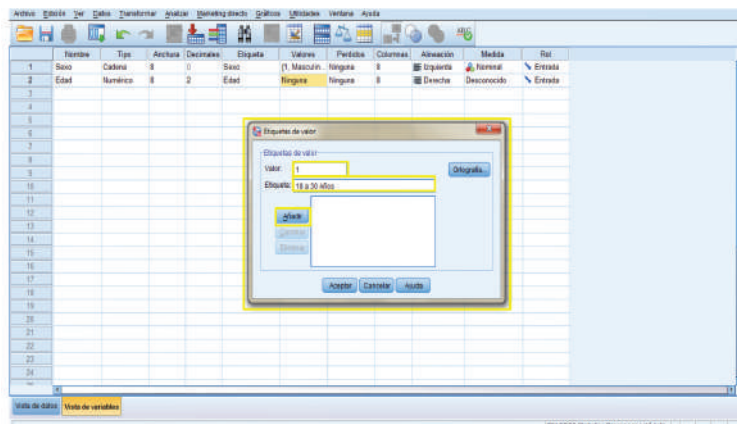 Archivo Edición Ver Datos Transformar Analizar Marketing directo Gráficos Utilidades Ventana Ayuda
Nombre Tipo Anchura Decimales Etiqueta Valores Perdidos Columnas Alineación Medida Rol
1 Sexo Cadena 8 0 Sexo {1, Masculin... Ninguna 8 Izquierda Nominal Entrada
2 Edad Numérico 8 2 Edad Ninguna Ninguna 8 Derecha Desconocido Entrada
3
4
5
6
7
8
9
10
11
12
13
14
15
16
17
18
19
20
21
22
23
24
Etiquetas de valor
Etiquetas de valor
Valor: 1
Ortografía...
Etiqueta: 18 a 30 Años
Añadir
Cambiar
Eliminar
Aceptar Cancelar Ayuda
Vista de datos Vista de variables